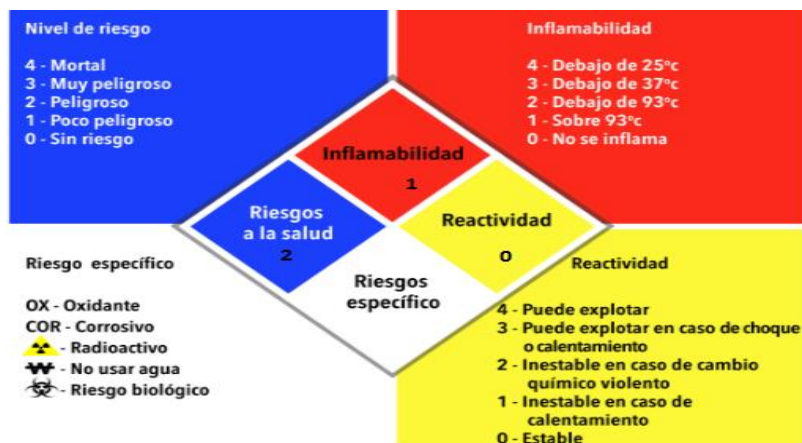 Nivel de riesgo
4 - Mortal
3 - Muy peligroso
2 - Peligroso
1 - Poco peligroso
0 - Sin riesgo
Inflamabilidad
4 - Debajo de 25ºc
3 - Debajo de 37ºc
2 - Debajo de 93ºc
1 - Sobre 93ºc
0 - No se inflama
Inflamabilidad
1
Riesgos
a la salud
2
Reactividad
0
Riesgos
específico
Riesgo específico
OX - Oxidante
COR - Corrosivo
- Radioactivo
W - No usar agua
- Riesgo biológico
Reactividad
4 - Puede explotar
3 - Puede explotar en caso de choque
o calentamiento
2 - Inestable en caso de cambio
químico violento
1 - Inestable en caso de
calentamiento
0 - Estable